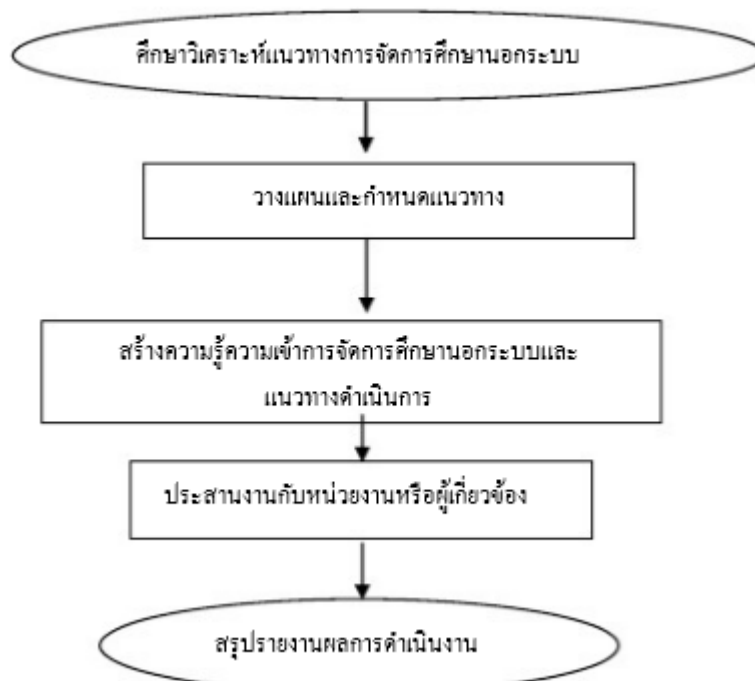 ศึกษาวิเคราะห์แนวทางการจัดการศึกษานอกระบบ
วางแผนและกำหนดแนวทาง
สร้างความรู้ความเข้าการจัดการศึกษานอกระบบและ
แนวทางดำเนินการ
ประสานงานกับหน่วยงานหรือผู้เกี่ยวข้อง
สรุปรายงานผลการดำเนินงาน